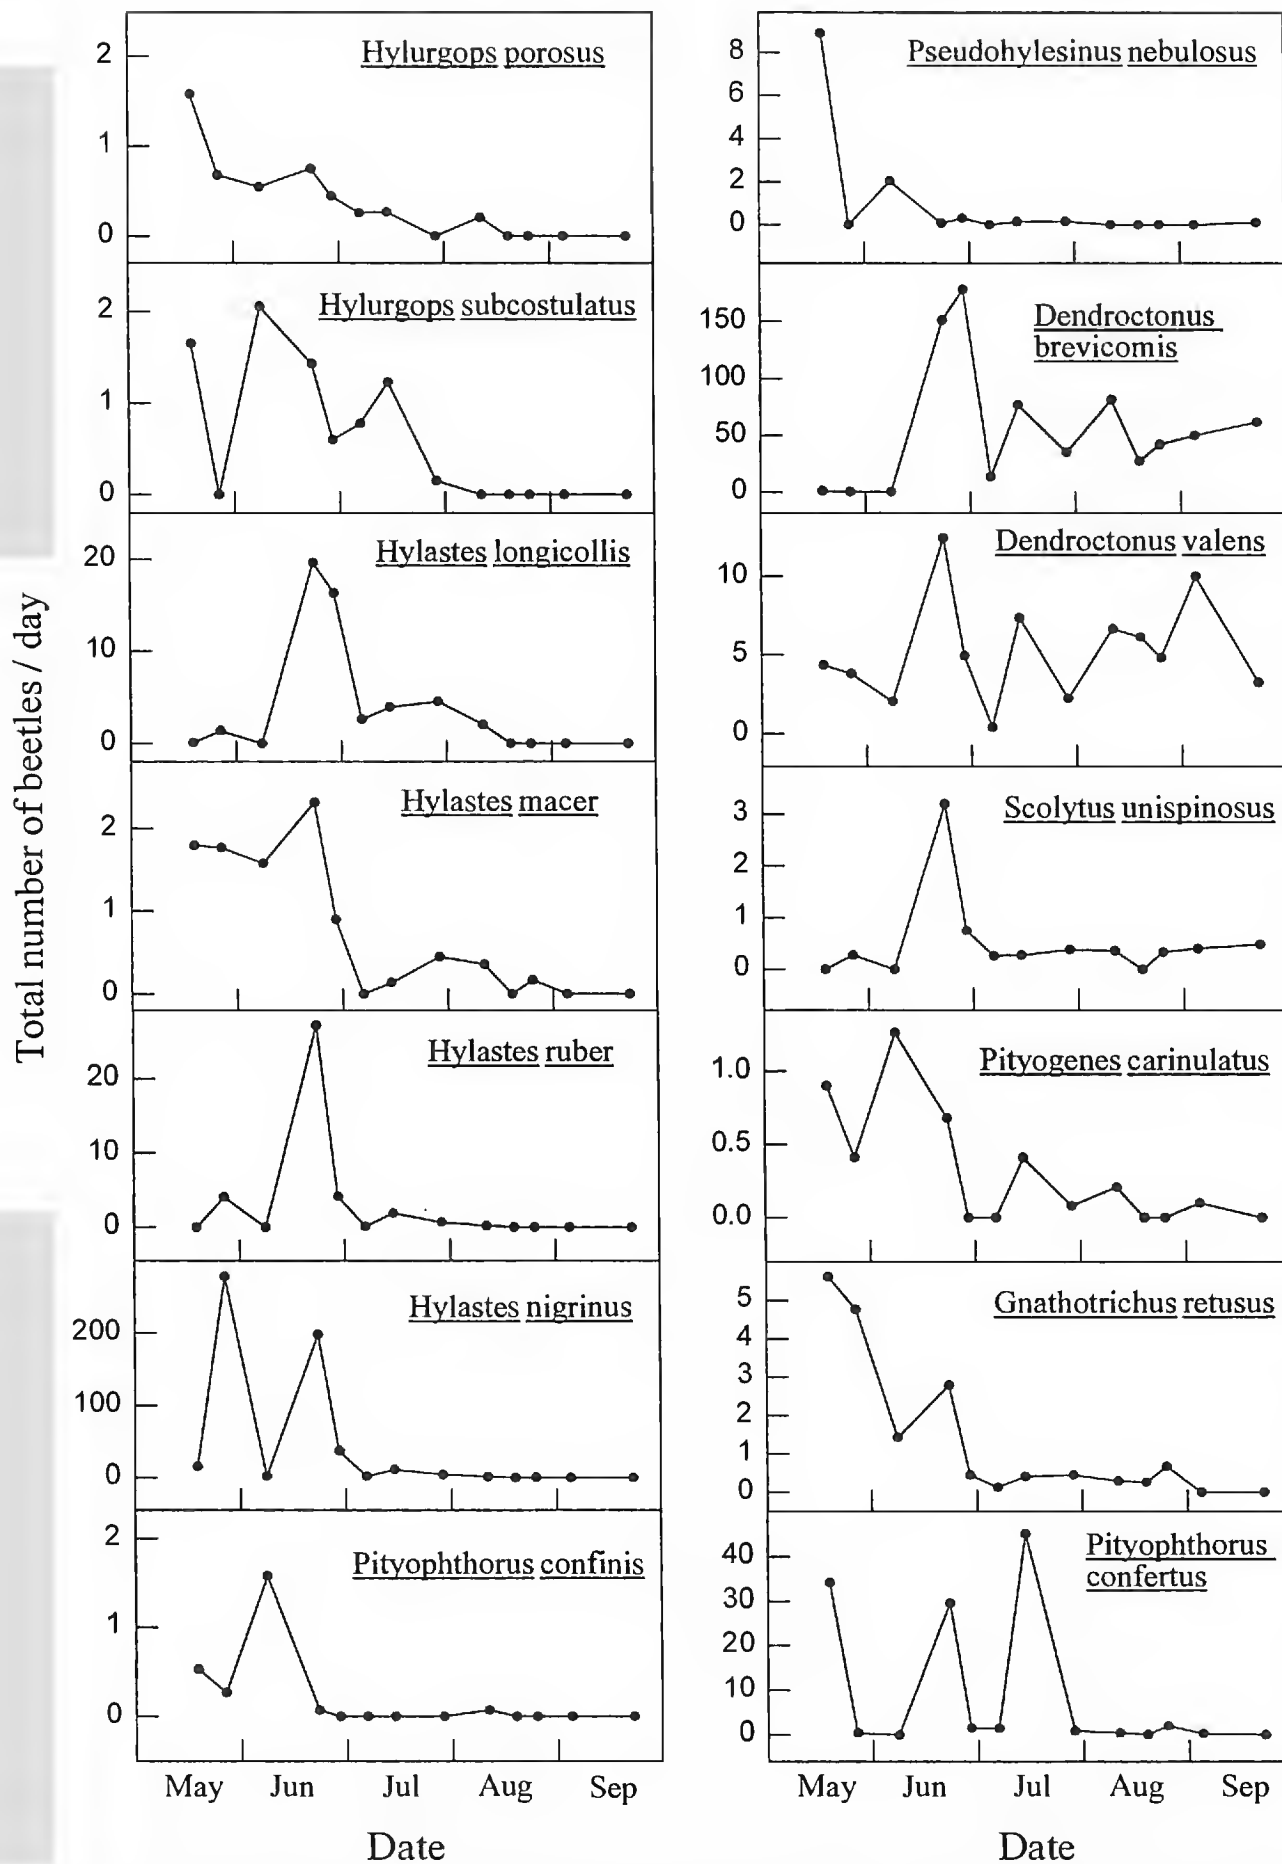 Total number of beetles / day
Hylurgops porosus
2
1
0
Hylurgops subcostulatus
2
1
0
Hylastes longicollis
20
10
0
Hylastes macer
2
1
0
Hylastes ruber
20
10
0
Hylastes nigrinus
200
100
0
Pityophthorus confinis
2
1
0
May Jun Jul Aug Sep
Date
Pseudohylesinus nebulosus
8
6
4
2
0
Dendroctonus
brevicomis
150
100
50
0
Dendroctonus valens
10
5
0
Scolytus unispinosus
3
2
1
0
Pityogenes carinulatus
1.0
0.5
0.0
Gnathotrichus retusus
5
4
3
2
1
0
Pityophthorus
confertus
40
30
20
10
0
May Jun Jul Aug Sep
Date